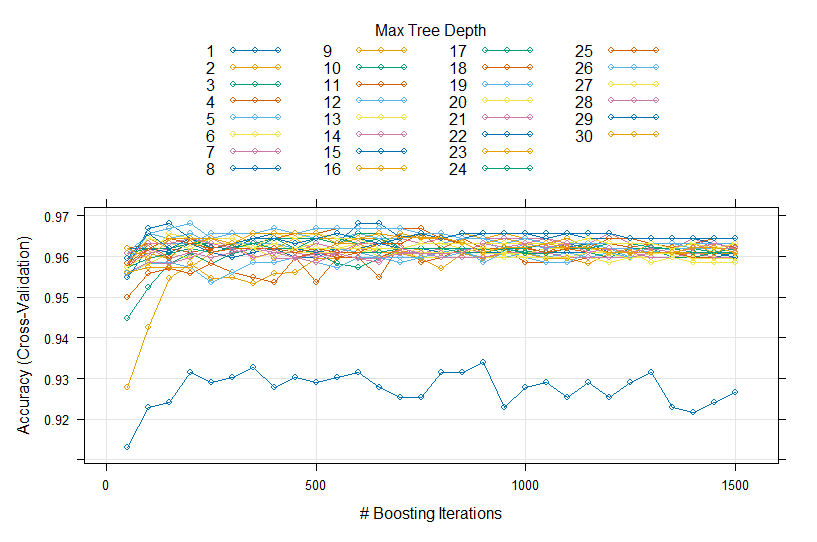 Max Tree Depth
1 9 17 25
2 10 18 26
3 11 19 27
4 12 20 28
5 13 21 29
6 14 22 30
7 15 23
8 16 24
0.97
0.96
0.95
0.94
0.93
0.92
Accuracy (Cross-Validation)
0 500 1000 1500
# Boosting Iterations